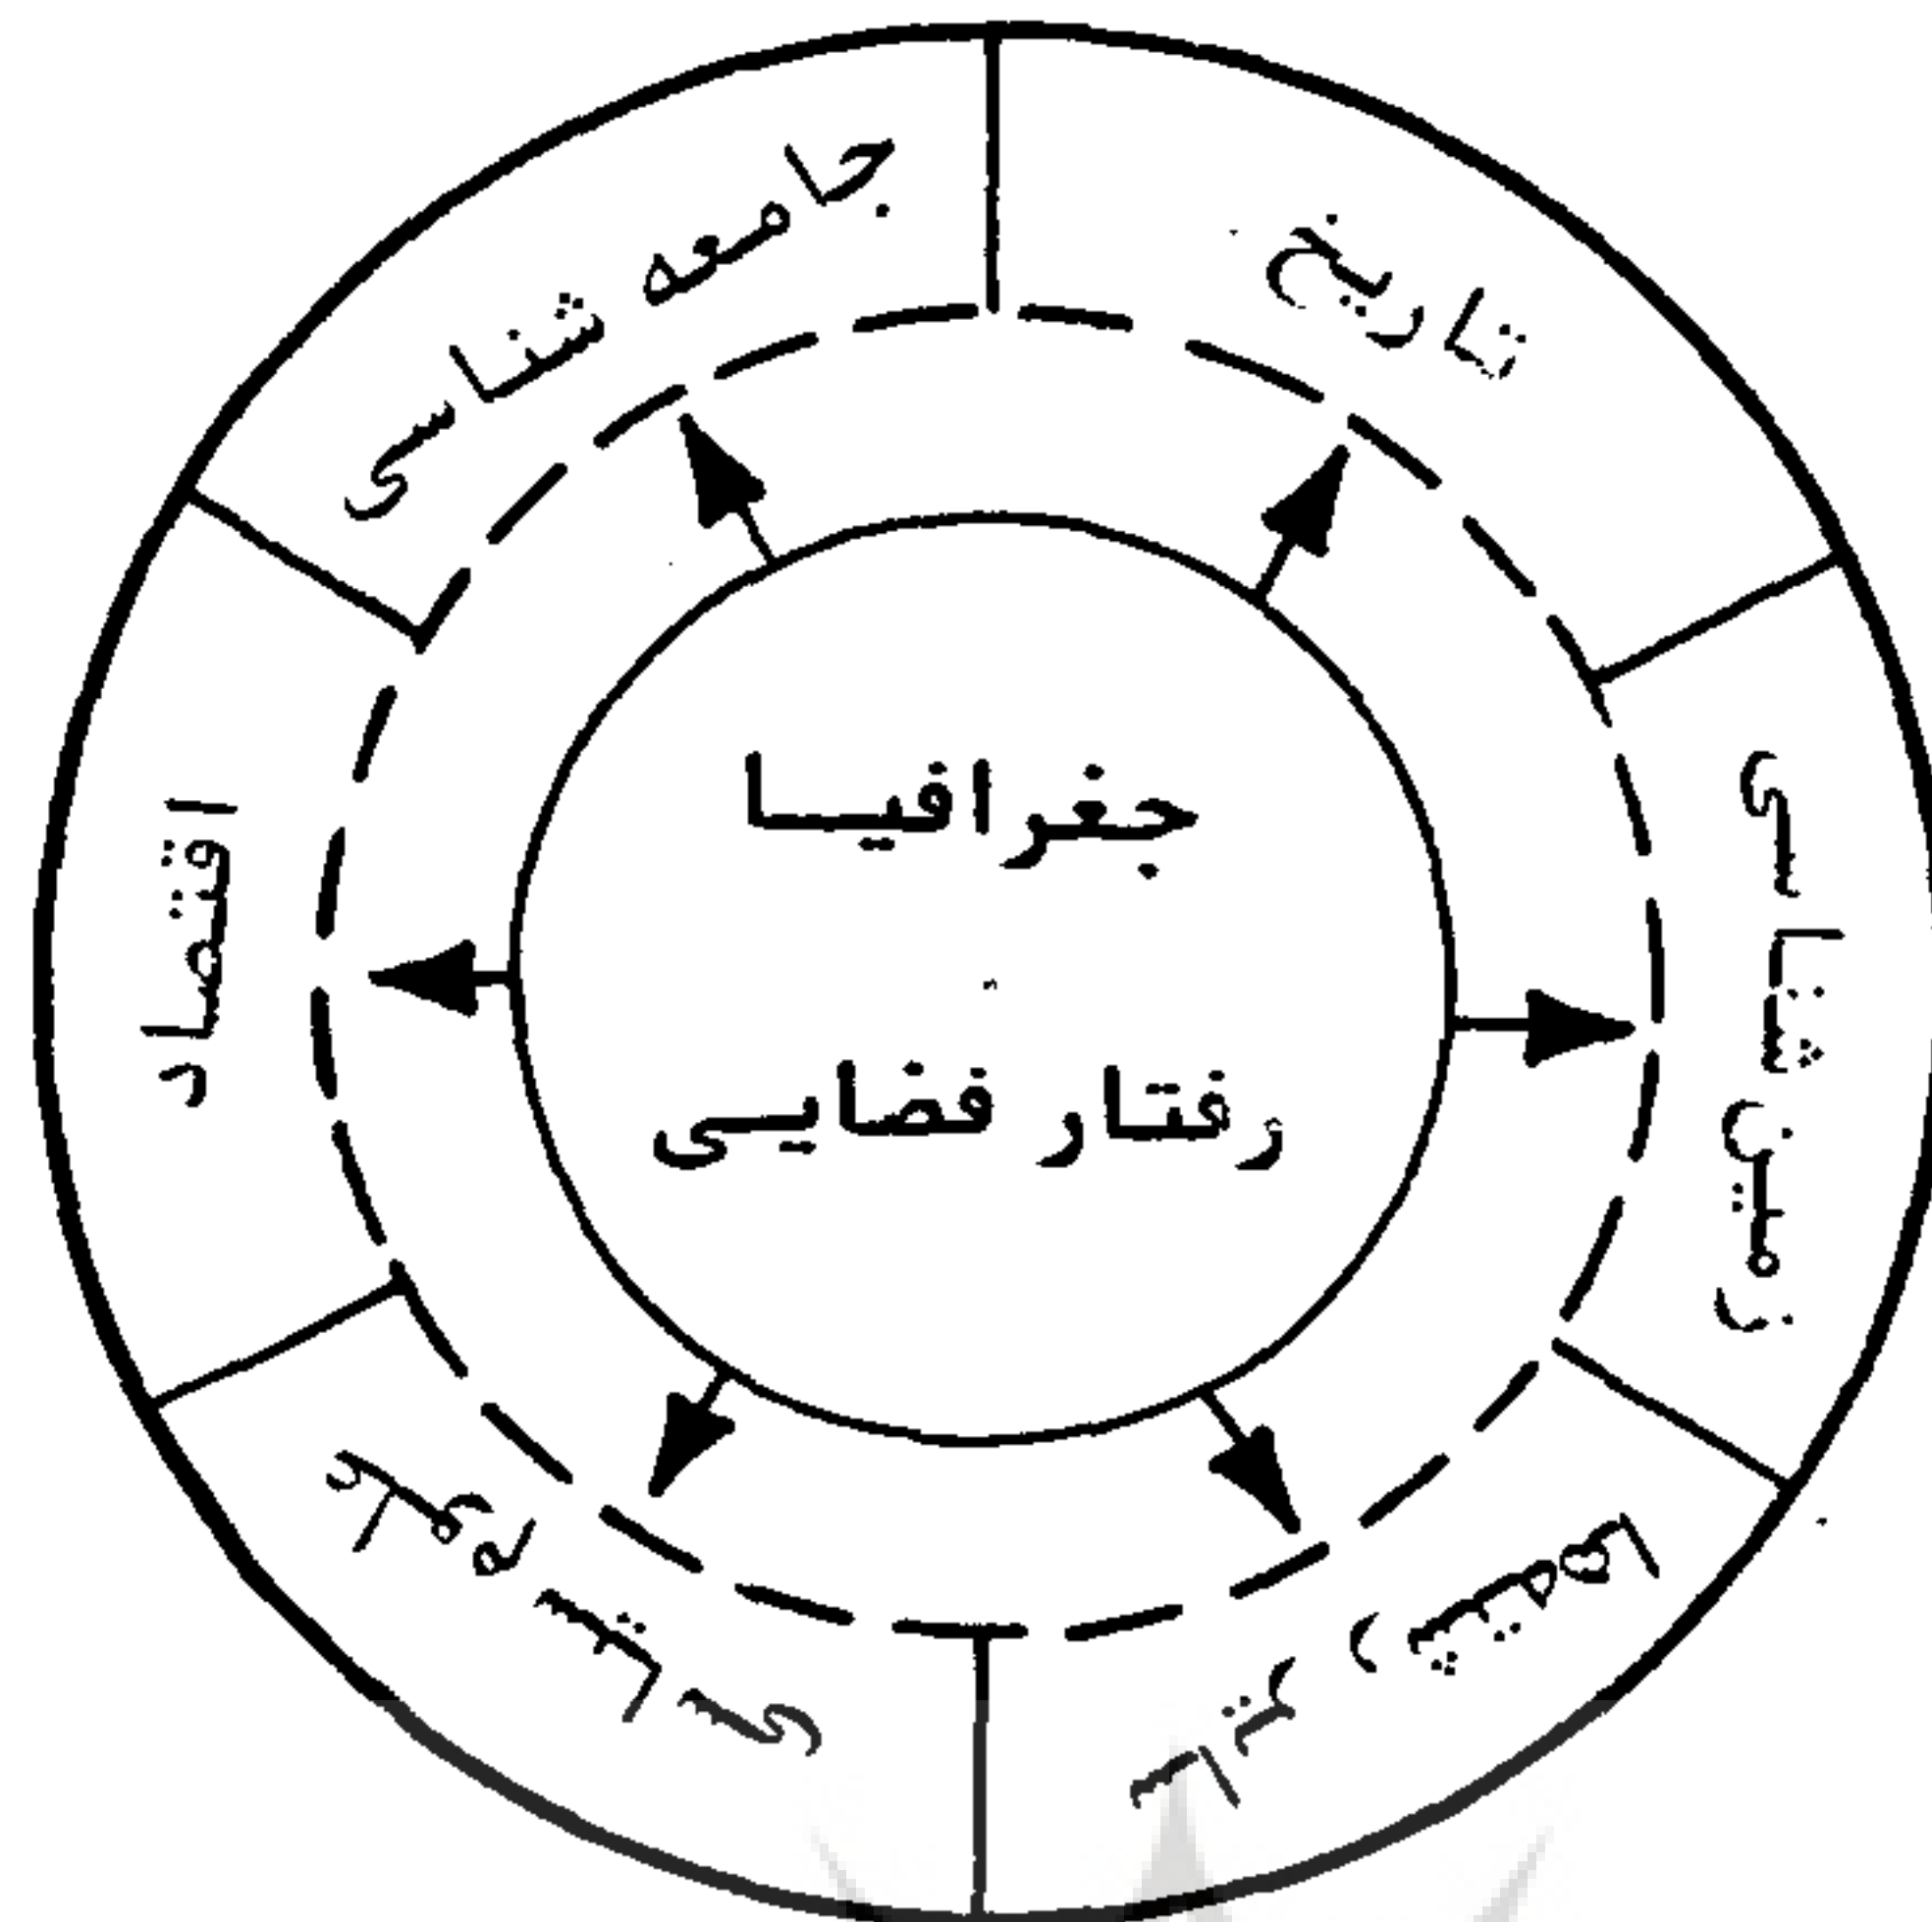 جامعه شناسی
تاریخ
اقتصاد
جغرافیا
رفتار فضایی
زمین شناسی